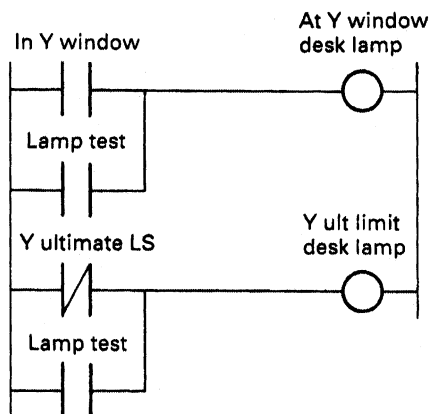 At Y window
desk lamp
In Y window
Lamp test
Y ultimate LS
Y ult limit
desk lamp
Lamp test